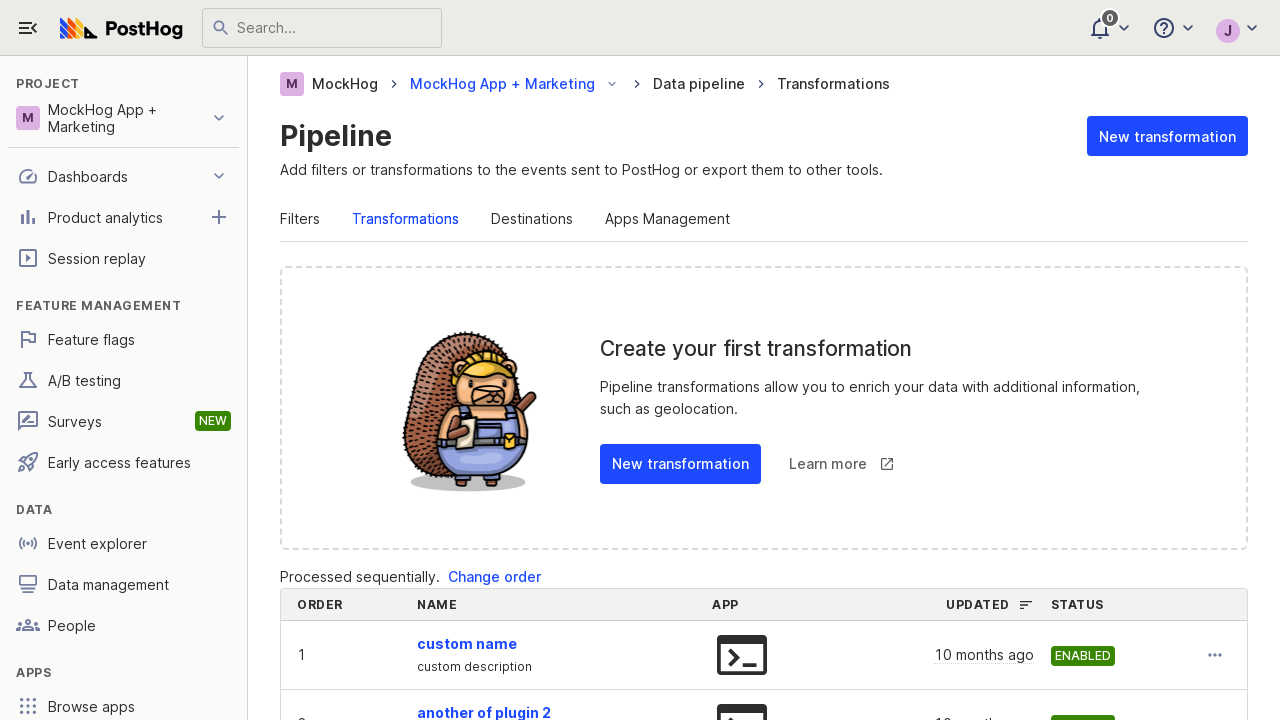 PostHog
Search...
0
J
PROJECT
M
MockHog App +
Marketing
Dashboards
Product analytics
Session replay
FEATURE MANAGEMENT
Feature flags
A/B testing
Surveys
NEW
Early access features
DATA
Event explorer
Data management
People
APPS
Browse apps
M MockHog MockHog App + Marketing Data pipeline Transformations
Pipeline
New transformation
Add filters or transformations to the events sent to PostHog or export them to other tools.
Filters Transformations Destinations Apps Management
Create your first transformation
Pipeline transformations allow you to enrich your data with additional information,
such as geolocation.
New transformation Learn more
Processed sequentially. Change order
ORDER NAME APP UPDATED STATUS
1 custom name 10 months ago ENABLED
custom description
another of plugin 2